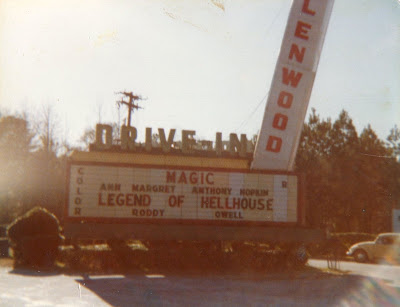 LENWOOD
DRIVE-IN
COLOR
MAGIC
R
ANN MARGRET ANTHONY HOPKIN
LEGEND OF HELLHOUSE
RODDY OWELL